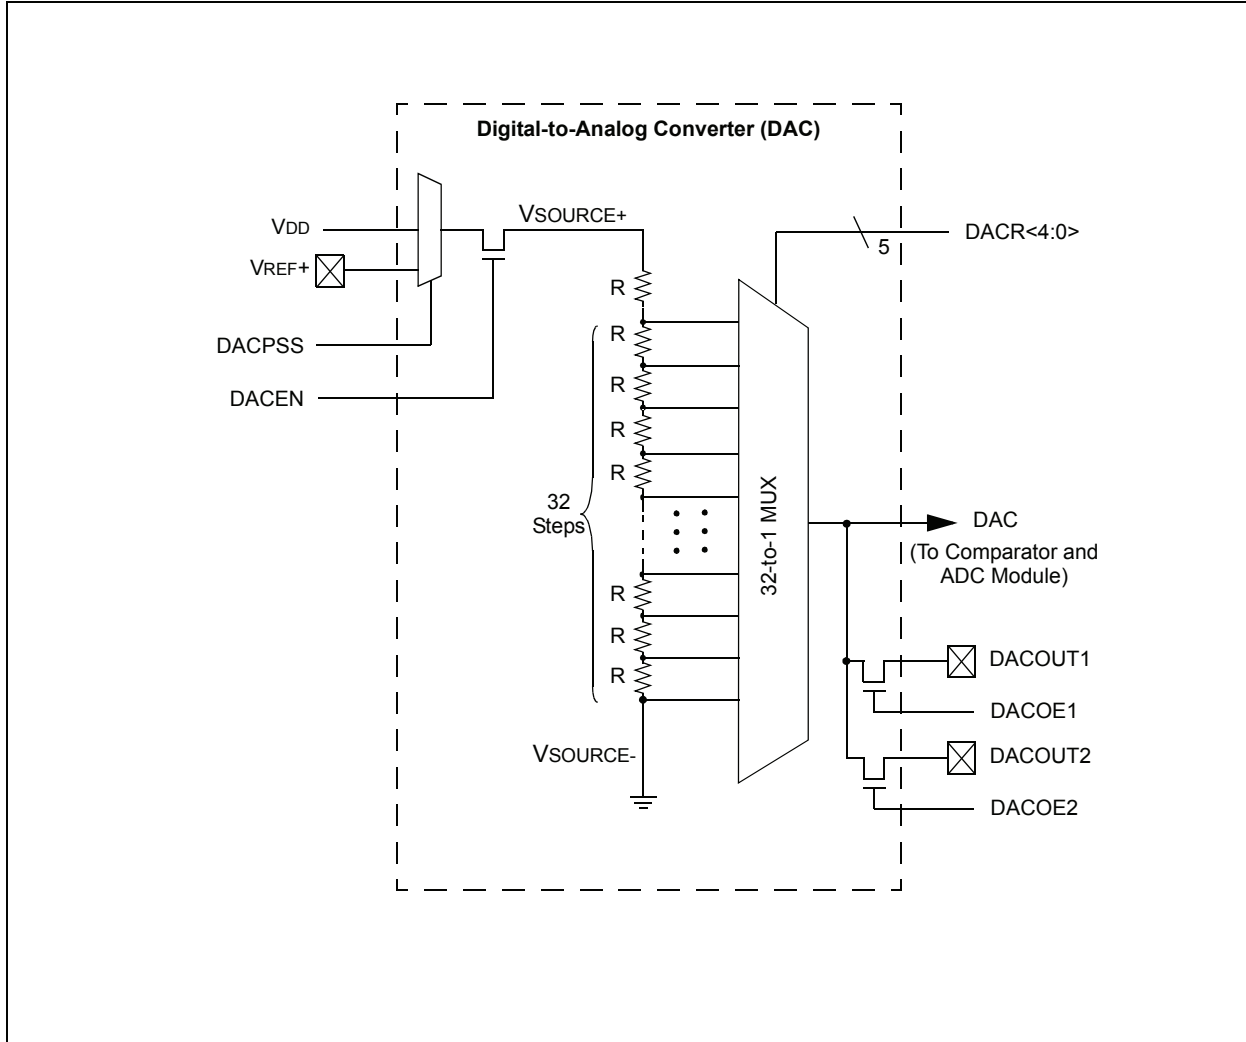 Digital-to-Analog Converter (DAC)
VDD
VSOURCE+
DACR<4:0>
5
VREF+
R
R
DACPSS
R
DACEN
R
R
32
Steps
32-to-1 MUX
DAC
(To Comparator and
ADC Module)
R
R
R
DACOUT1
DACOE1
VSOURCE-
DACOUT2
DACOE2